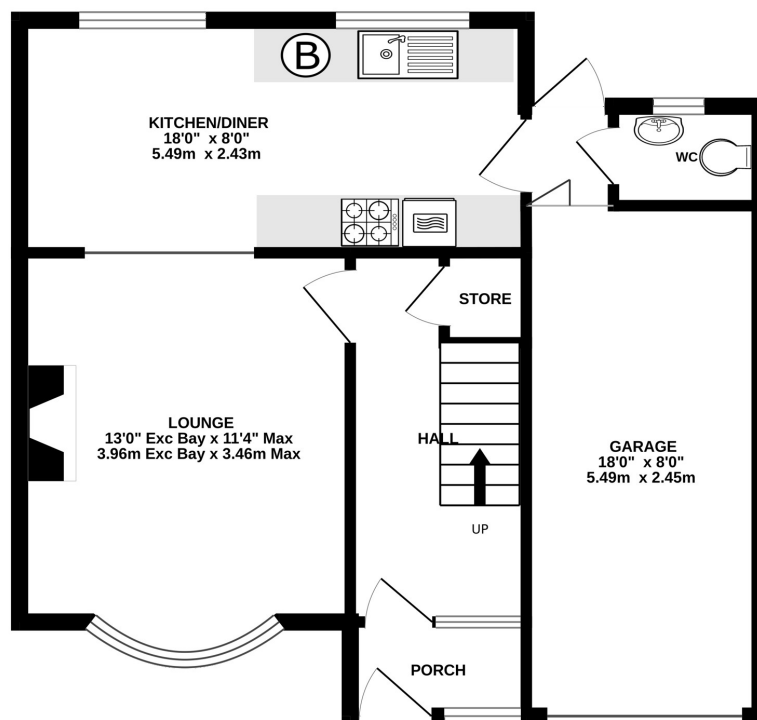 B
KITCHEN/DINER
18'0" x 8'0"
5.49m x 2.43m
WC
STORE
LOUNGE
13'0" Exc Bay x 11'4" Max
3.96m Exc Bay x 3.46m Max
HALL
GARAGE
18'0" x 8'0"
5.49m x 2.45m
UP
PORCH